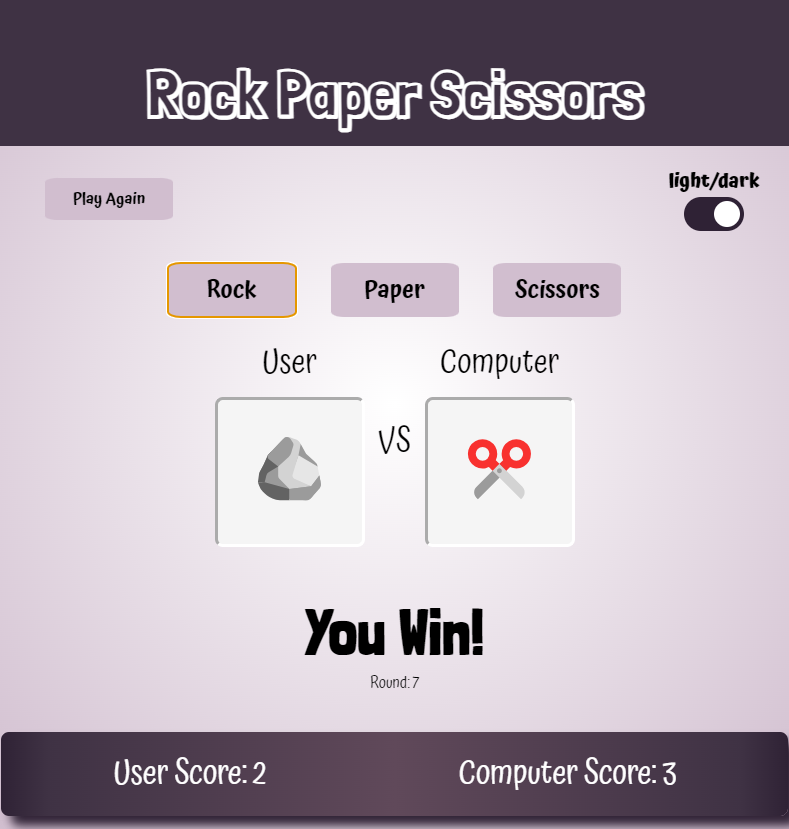 Rock Paper Scissors
Play Again
light/dark
Rock Paper Scissors
User Computer
VS
You Win!
Round: 7
User Score: 2 Computer Score: 3